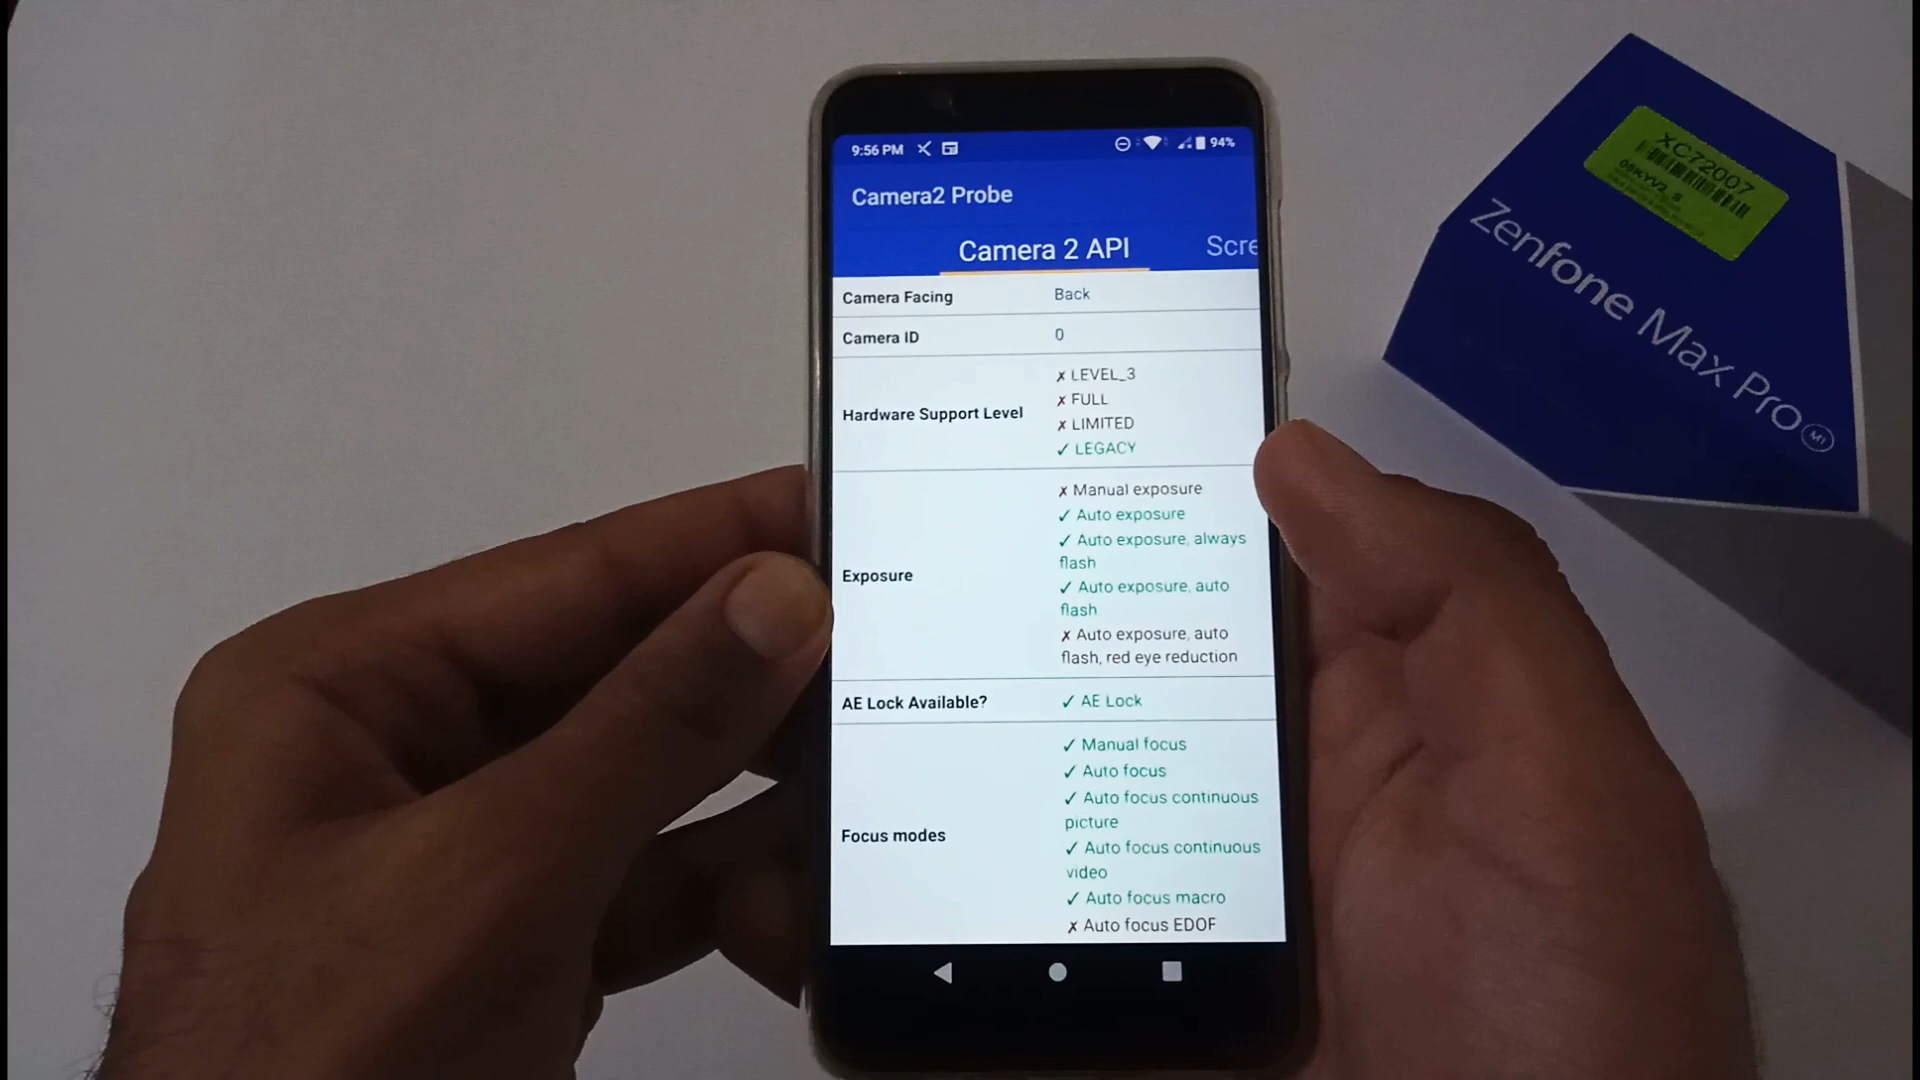 9:56 PM 94%
Camera2 Probe
Camera 2 API Scre
Camera Facing Back
Camera ID 0
Hardware Support Level
✗ LEVEL_3
✗ FULL
✗ LIMITED
✓ LEGACY
Exposure
✗ Manual exposure
✓ Auto exposure
✓ Auto exposure, always
flash
✓ Auto exposure, auto
flash
✗ Auto exposure, auto
flash, red eye reduction
AE Lock Available? ✓ AE Lock
Focus modes
✓ Manual focus
✓ Auto focus
✓ Auto focus continuous
picture
✓ Auto focus continuous
video
✓ Auto focus macro
✗ Auto focus EDOF
XC72007
Zenfone Max Pro M1